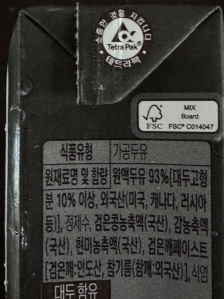 소중한 것을 지킵니다
Tetra Pak
테트라팩
MIX
Board
FSC
FSC® C014047
식품유형 가공두유
원재료명 및 함량 원액두유 93%[대두고형
분 10% 이상, 외국산(미국, 캐나다, 러시아
등)], 정제수, 검은콩농축액(국산), 감농축액
(국산), 현미농축액(국산), 검은깨페이스트
[검은깨:인도산, 참기름(참깨:외국산)], 식염
대두 함유